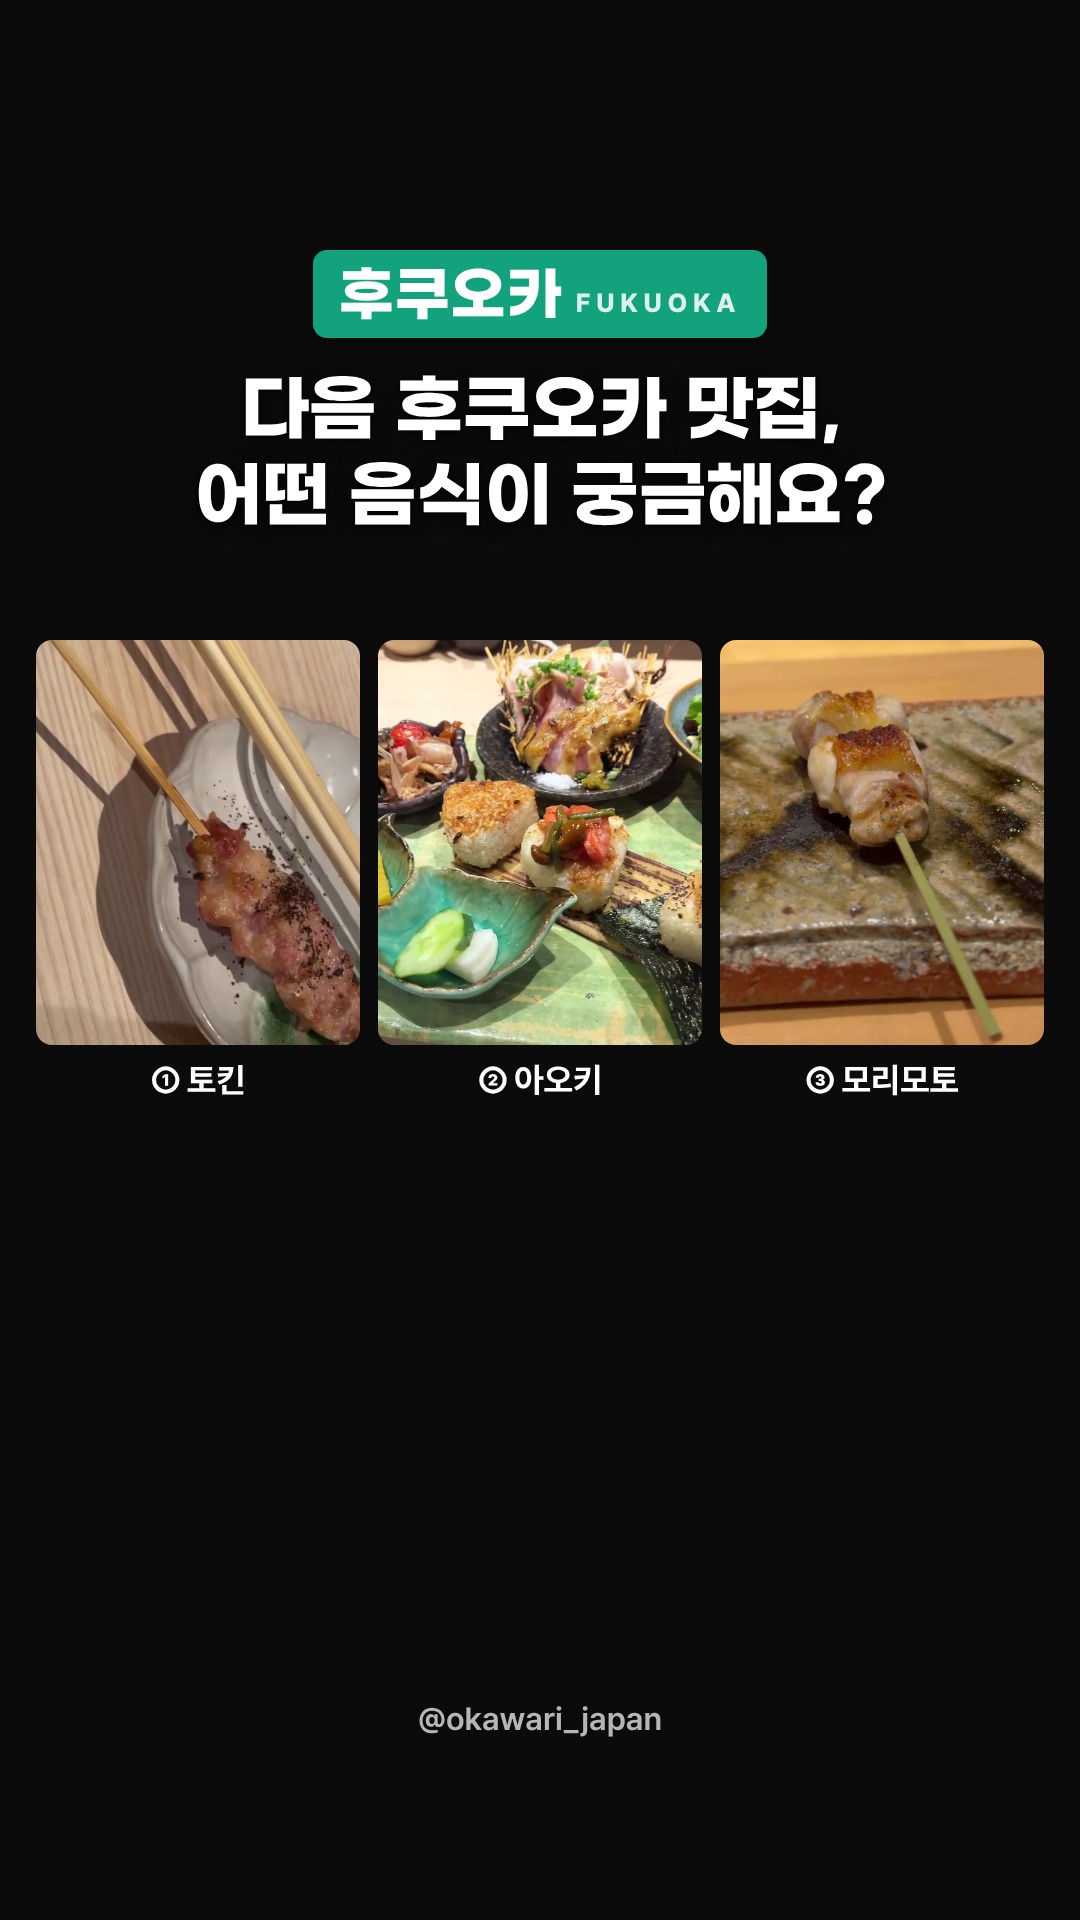 후쿠오카 FUKUOKA
다음 후쿠오카 맛집,
어떤 음식이 궁금해요?
① 토킨
② 아오키
③ 모리모토
@okawari_japan